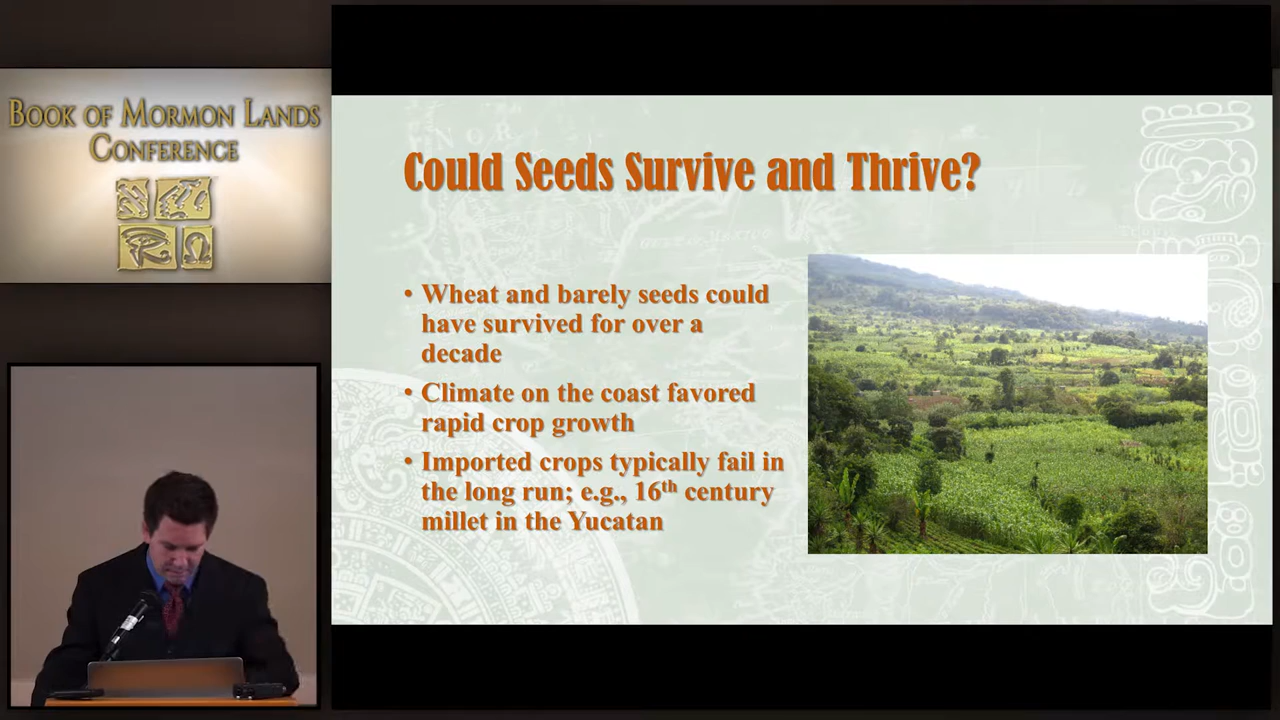 BOOK OF MORMON LANDS
CONFERENCE
Could Seeds Survive and Thrive?
• Wheat and barely seeds could
have survived for over a
decade
• Climate on the coast favored
rapid crop growth
• Imported crops typically fail in
the long run; e.g., 16th century
millet in the Yucatan